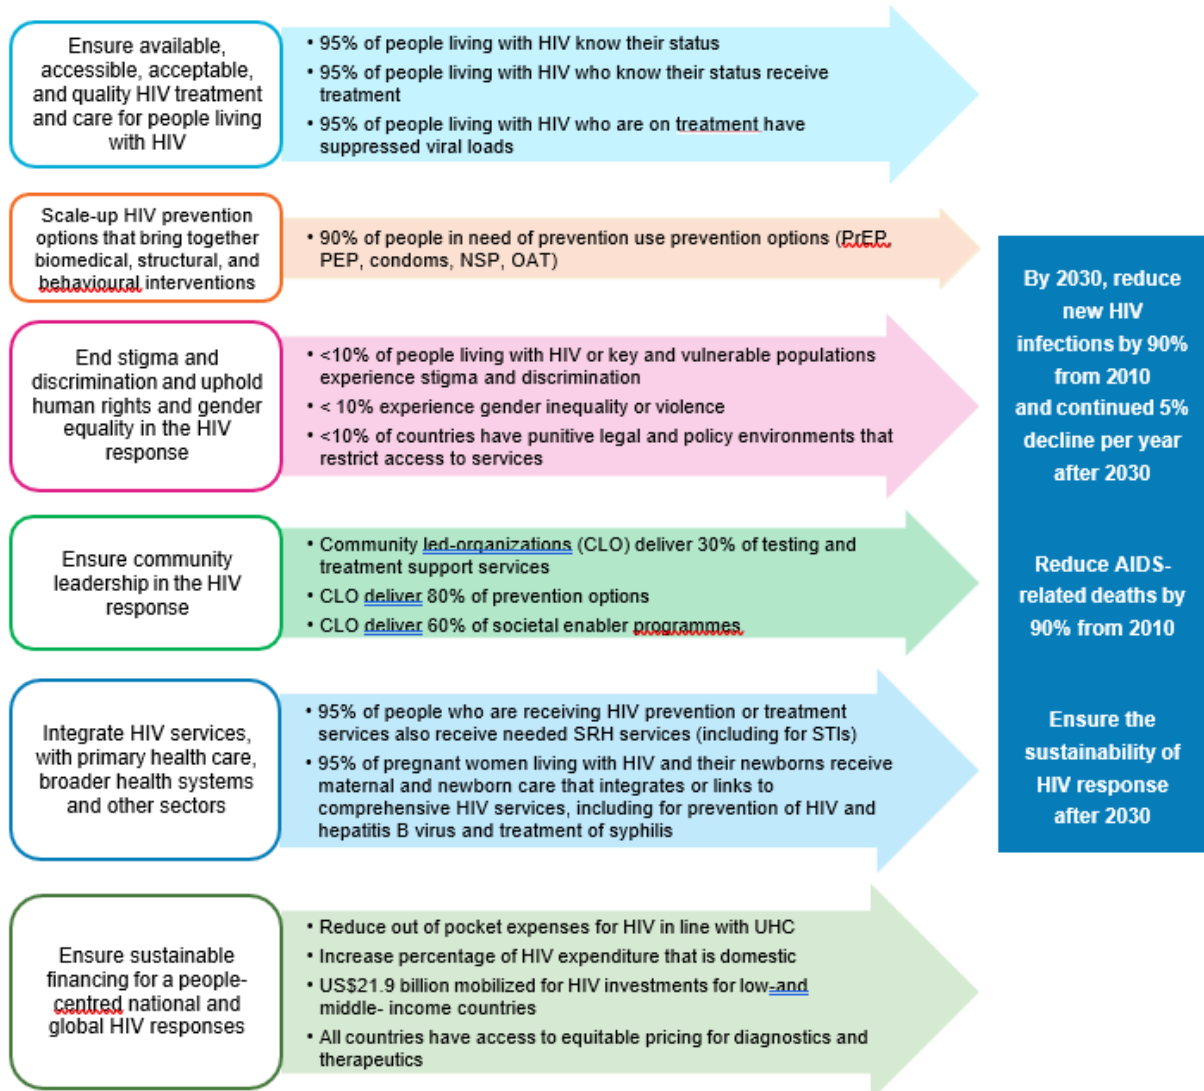 Ensure available,
accessible, acceptable,
and quality HIV treatment
and care for people living
with HIV
• 95% of people living with HIV know their status
• 95% of people living with HIV who know their status receive
treatment
• 95% of people living with HIV who are on treatment have
suppressed viral loads
Scale-up HIV prevention
options that bring together
biomedical, structural, and
behavioural interventions
• 90% of people in need of prevention use prevention options (PrEP,
PEP, condoms, NSP, OAT)
End stigma and
discrimination and uphold
human rights and gender
equality in the HIV
response
• <10% of people living with HIV or key and vulnerable populations
experience stigma and discrimination
• < 10% experience gender inequality or violence
• <10% of countries have punitive legal and policy environments that
restrict access to services
Ensure community
leadership in the HIV
response
• Community led-organizations (CLO) deliver 30% of testing and
treatment support services
• CLO deliver 80% of prevention options
• CLO deliver 60% of societal enabler programmes
Integrate HIV services,
with primary health care,
broader health systems
and other sectors
• 95% of people who are receiving HIV prevention or treatment
services also receive needed SRH services (including for STIs)
• 95% of pregnant women living with HIV and their newborns receive
maternal and newborn care that integrates or links to
comprehensive HIV services, including for prevention of HIV and
hepatitis B virus and treatment of syphilis
Ensure sustainable
financing for a people-
centred national and
global HIV responses
• Reduce out of pocket expenses for HIV in line with UHC
• Increase percentage of HIV expenditure that is domestic
• US$21.9 billion mobilized for HIV investments for low-and
middle- income countries
• All countries have access to equitable pricing for diagnostics and
therapeutics
By 2030, reduce
new HIV
infections by 90%
from 2010
and continued 5%
decline per year
after 2030
Reduce AIDS-
related deaths by
90% from 2010
Ensure the
sustainability of
HIV response
after 2030